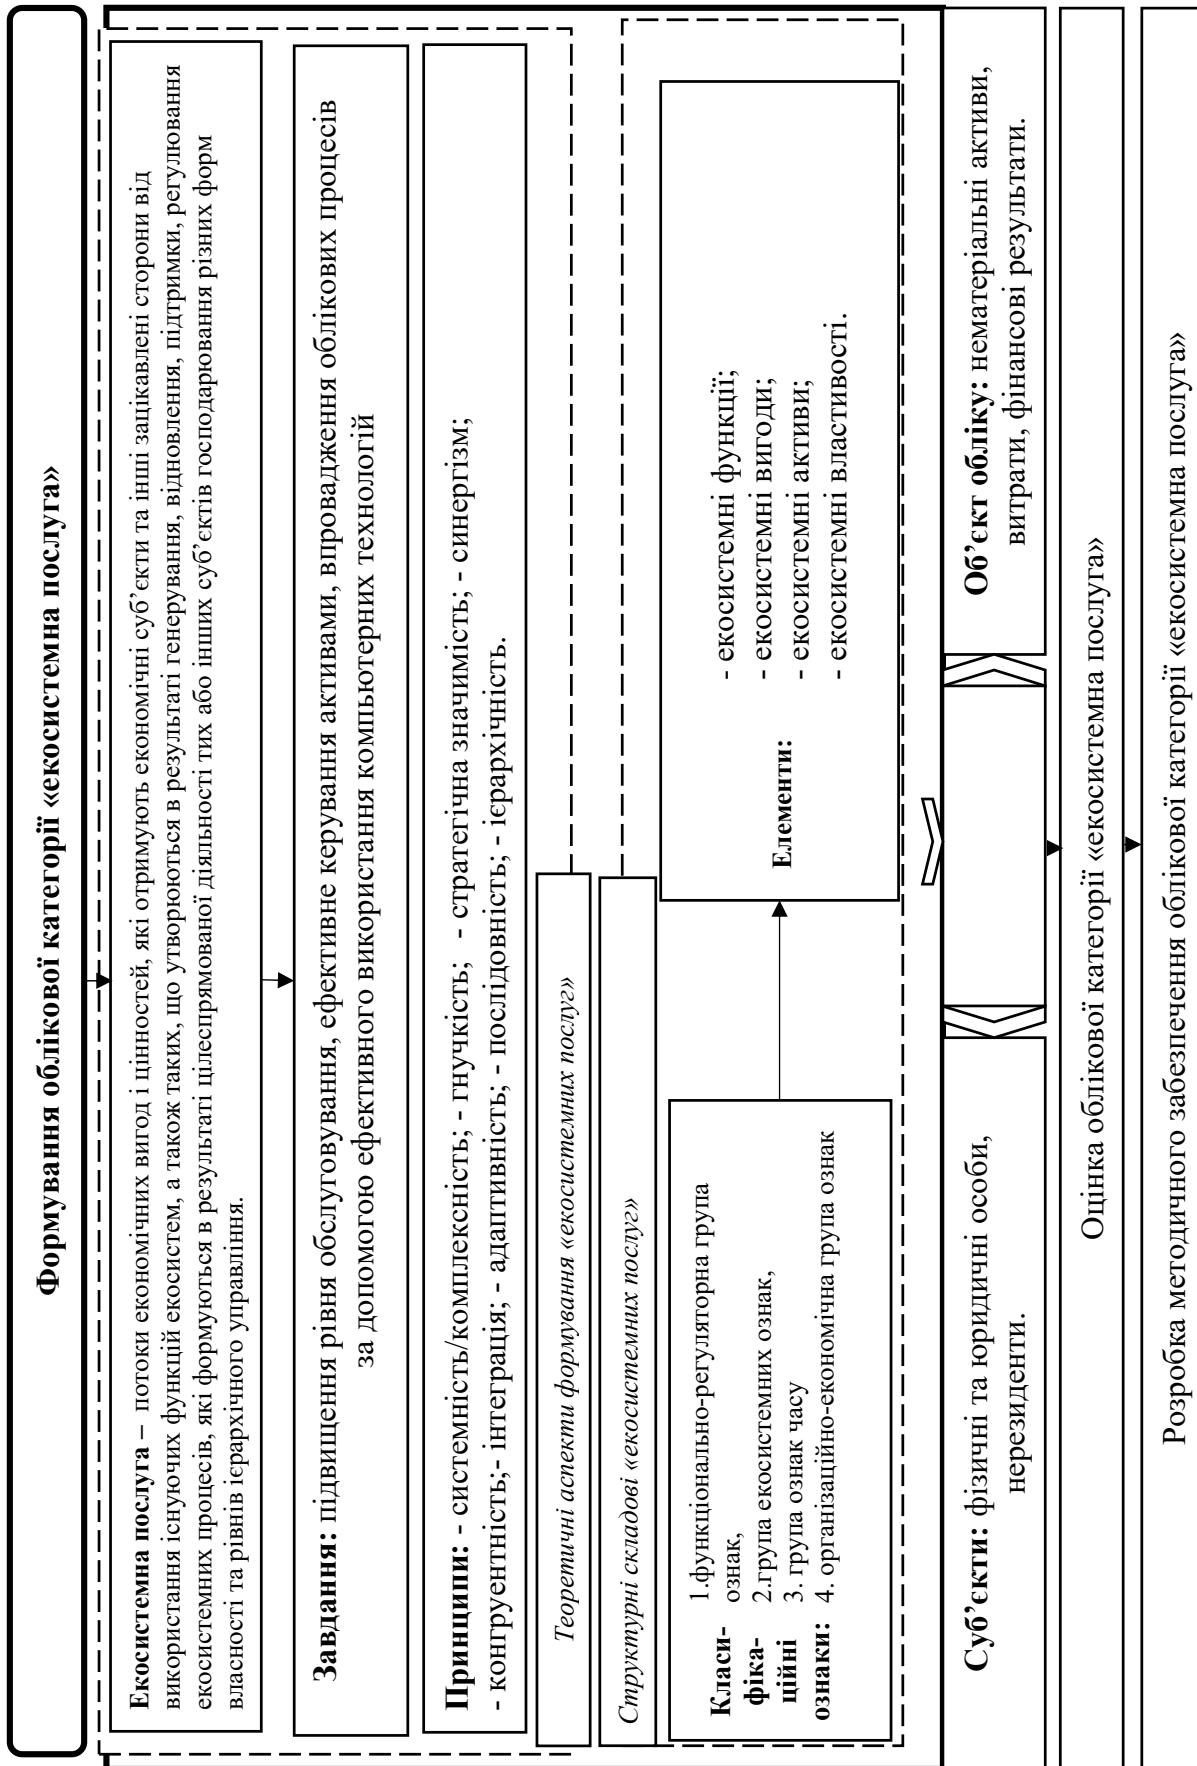 Формування облікової категорії «екосистемна послуга»
Екосистемна послуга – потоки економічних вигод і цінностей, які отримують економічні суб’єкти та інші зацікавлені сторони від
використання існуючих функцій екосистем, а також таких, що утворюються в результаті генерування, відновлення, підтримки, регулювання
екосистемних процесів, які формуються в результаті цілеспрямованої діяльності тих або інших суб’єктів господарювання різних форм
власності та рівнів ієрархічного управління.
Завдання: підвищення рівня обслуговування, ефективне керування активами, впровадження облікових процесів
за допомогою ефективного використання компьютерних технологій
Принципи: - системність/комплексність; - гнучкість; - стратегічна значимість; - синергізм;
- конгруентність;- інтеграція; - адаптивність; - послідовність; - ієрархічність.
Теоретичні аспекти формування «екосистемних послуг»
Структурні складові «екосистемних послуг»
Класи-
фіка-
ційні
ознаки:
1.функціонально-регуляторна група
ознак,
2.група екосистемних ознак,
3. група ознак часу
4. організаційно-економічна група ознак
Елементи:
- екосистемні функції;
- екосистемні вигоди;
- екосистемні активи;
- екосистемні властивості.
Суб’єкти: фізичні та юридичні особи,
нерезиденти.
Об’єкт обліку: нематеріальні активи,
витрати, фінансові результати.
Оцінка облікової категорії «екосистемна послуга»
Розробка методичного забезпечення облікової категорії «екосистемна послуга»